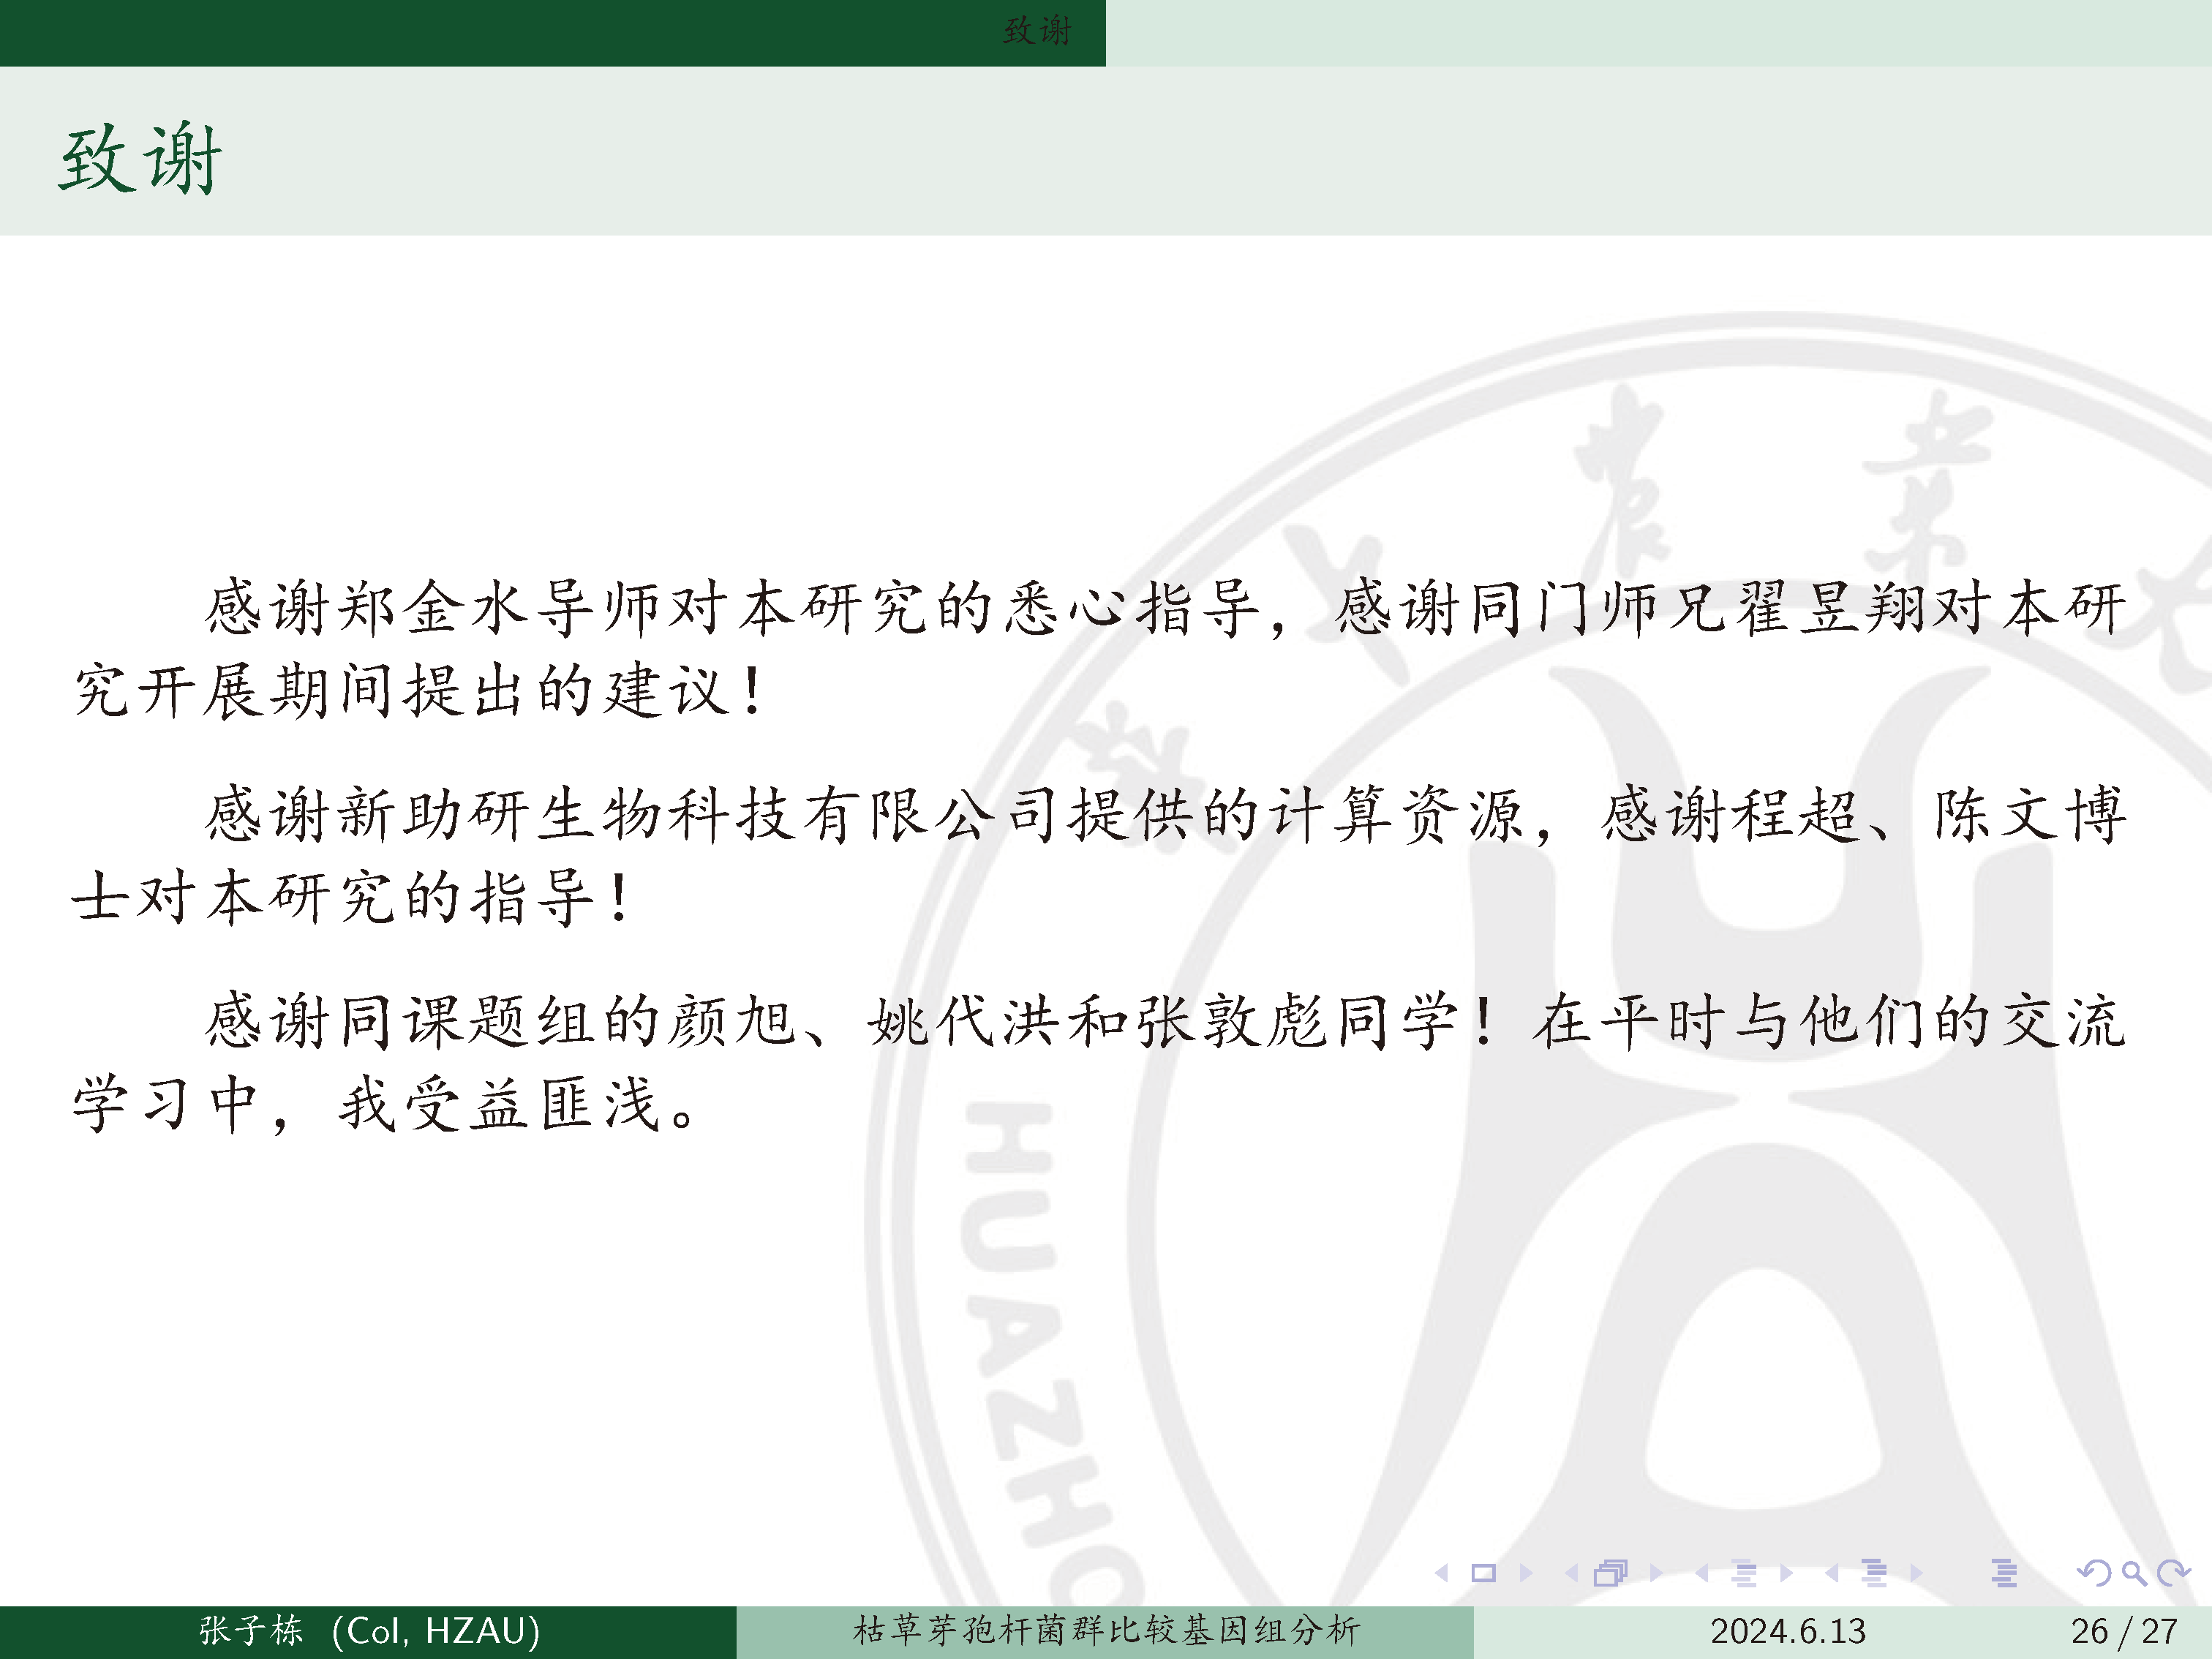 致谢
致谢
感谢郑金水导师对本研究的悉心指导，感谢同门师兄翟昱翔对本研
究开展期间提出的建议！
感谢新助研生物科技有限公司提供的计算资源，感谢程超、陈文博
士对本研究的指导！
感谢同课题组的颜旭、姚代洪和张敦彪同学！在平时与他们的交流
学习中，我受益匪浅。
HUAZHO
张子栋 (Col, HZAU)
枯草芽孢杆菌群比较基因组分析
2024.6.13
26 / 27